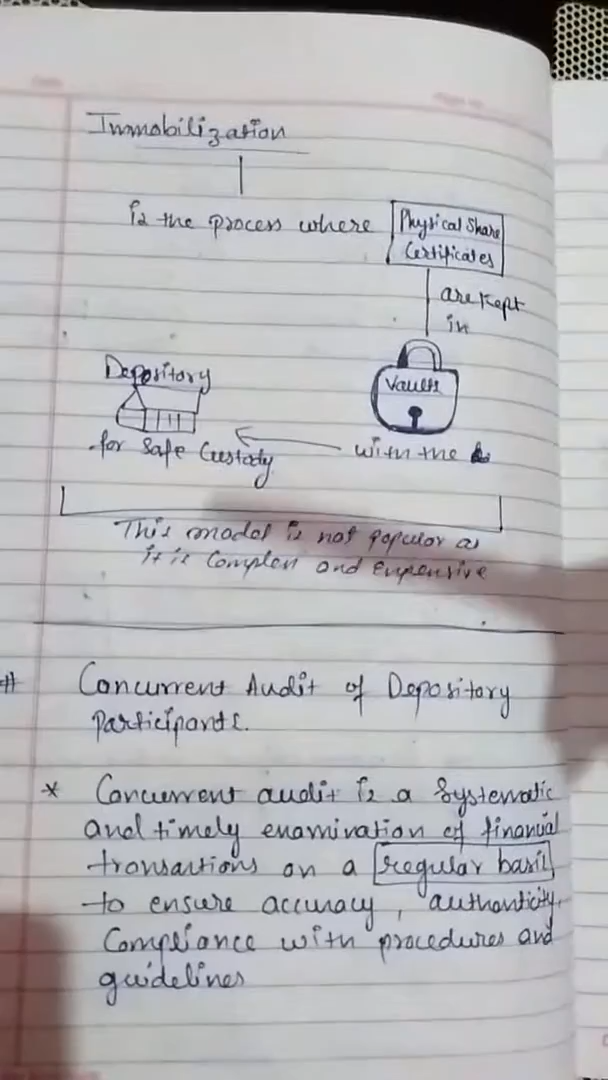 Immobilization
is the process where Physical Share
Certificates
are kept
in
Vault
Depository
for Safe Custody
with the
This model is not popular as
it is Complex and Expensive
# Concurrent Audit of Depository
Participants.
* Concurrent audit is a Systematic
and timely examination of financial
transactions on a regular basis
to ensure accuracy, authenticity,
Compliance with procedures and
guidelines